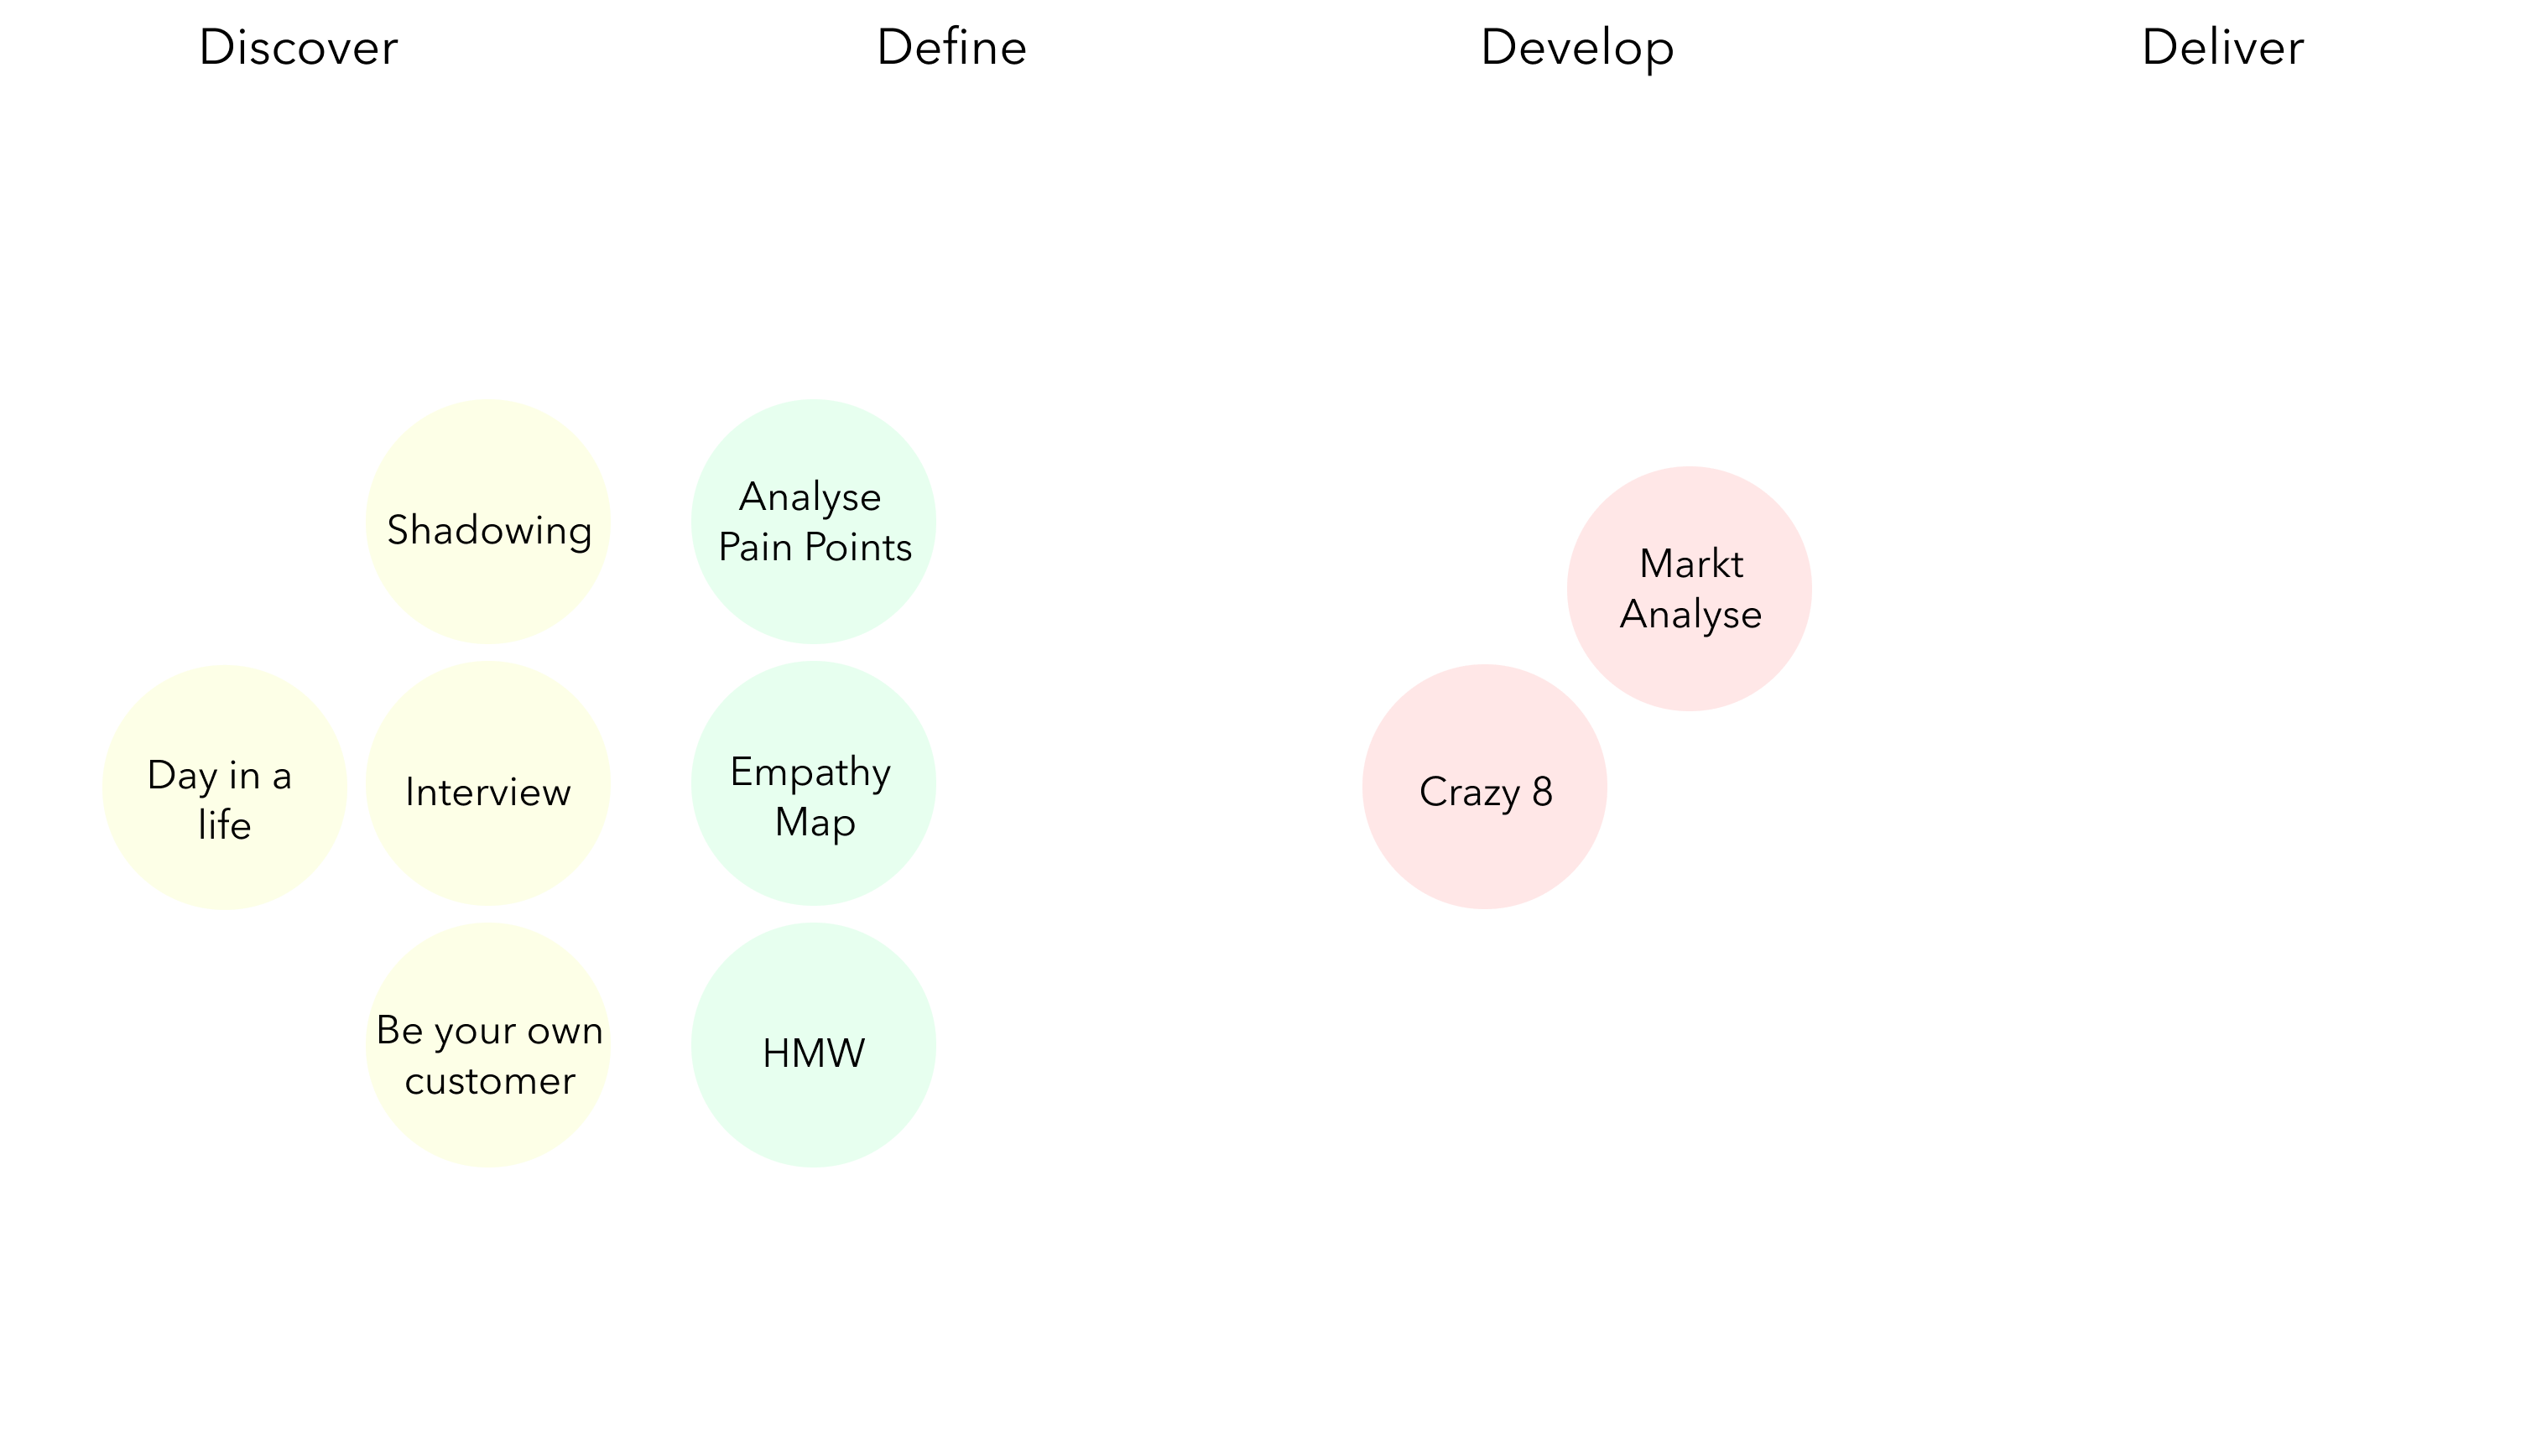 Discover
Define
Develop
Deliver
Shadowing
Analyse
Pain Points
Markt
Analyse
Day in a
life
Interview
Empathy
Map
Crazy 8
Be your own
customer
HMW